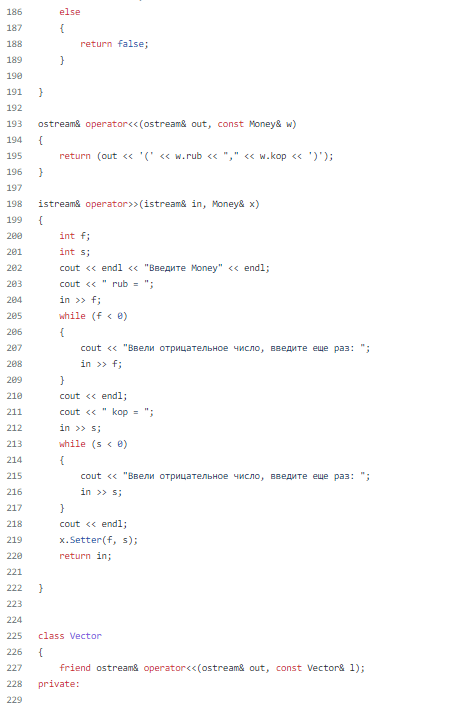 186 else
187 {
188 return false;
189 }
190
191 }
192
193 ostream& operator<<(ostream& out, const Money& w)
194 {
195 return (out << '(' << w.rub << "," << w.kop << ')');
196 }
197
198 istream& operator>>(istream& in, Money& x)
199 {
200 int f;
201 int s;
202 cout << endl << "Введите Money" << endl;
203 cout << " rub = ";
204 in >> f;
205 while (f < 0)
206 {
207 cout << "Ввели отрицательное число, введите еще раз: ";
208 in >> f;
209 }
210 cout << endl;
211 cout << " kop = ";
212 in >> s;
213 while (s < 0)
214 {
215 cout << "Ввели отрицательное число, введите еще раз: ";
216 in >> s;
217 }
218 cout << endl;
219 x.Setter(f, s);
220 return in;
221
222 }
223
224
225 class Vector
226 {
227 friend ostream& operator<<(ostream& out, const Vector& l);
228 private:
229